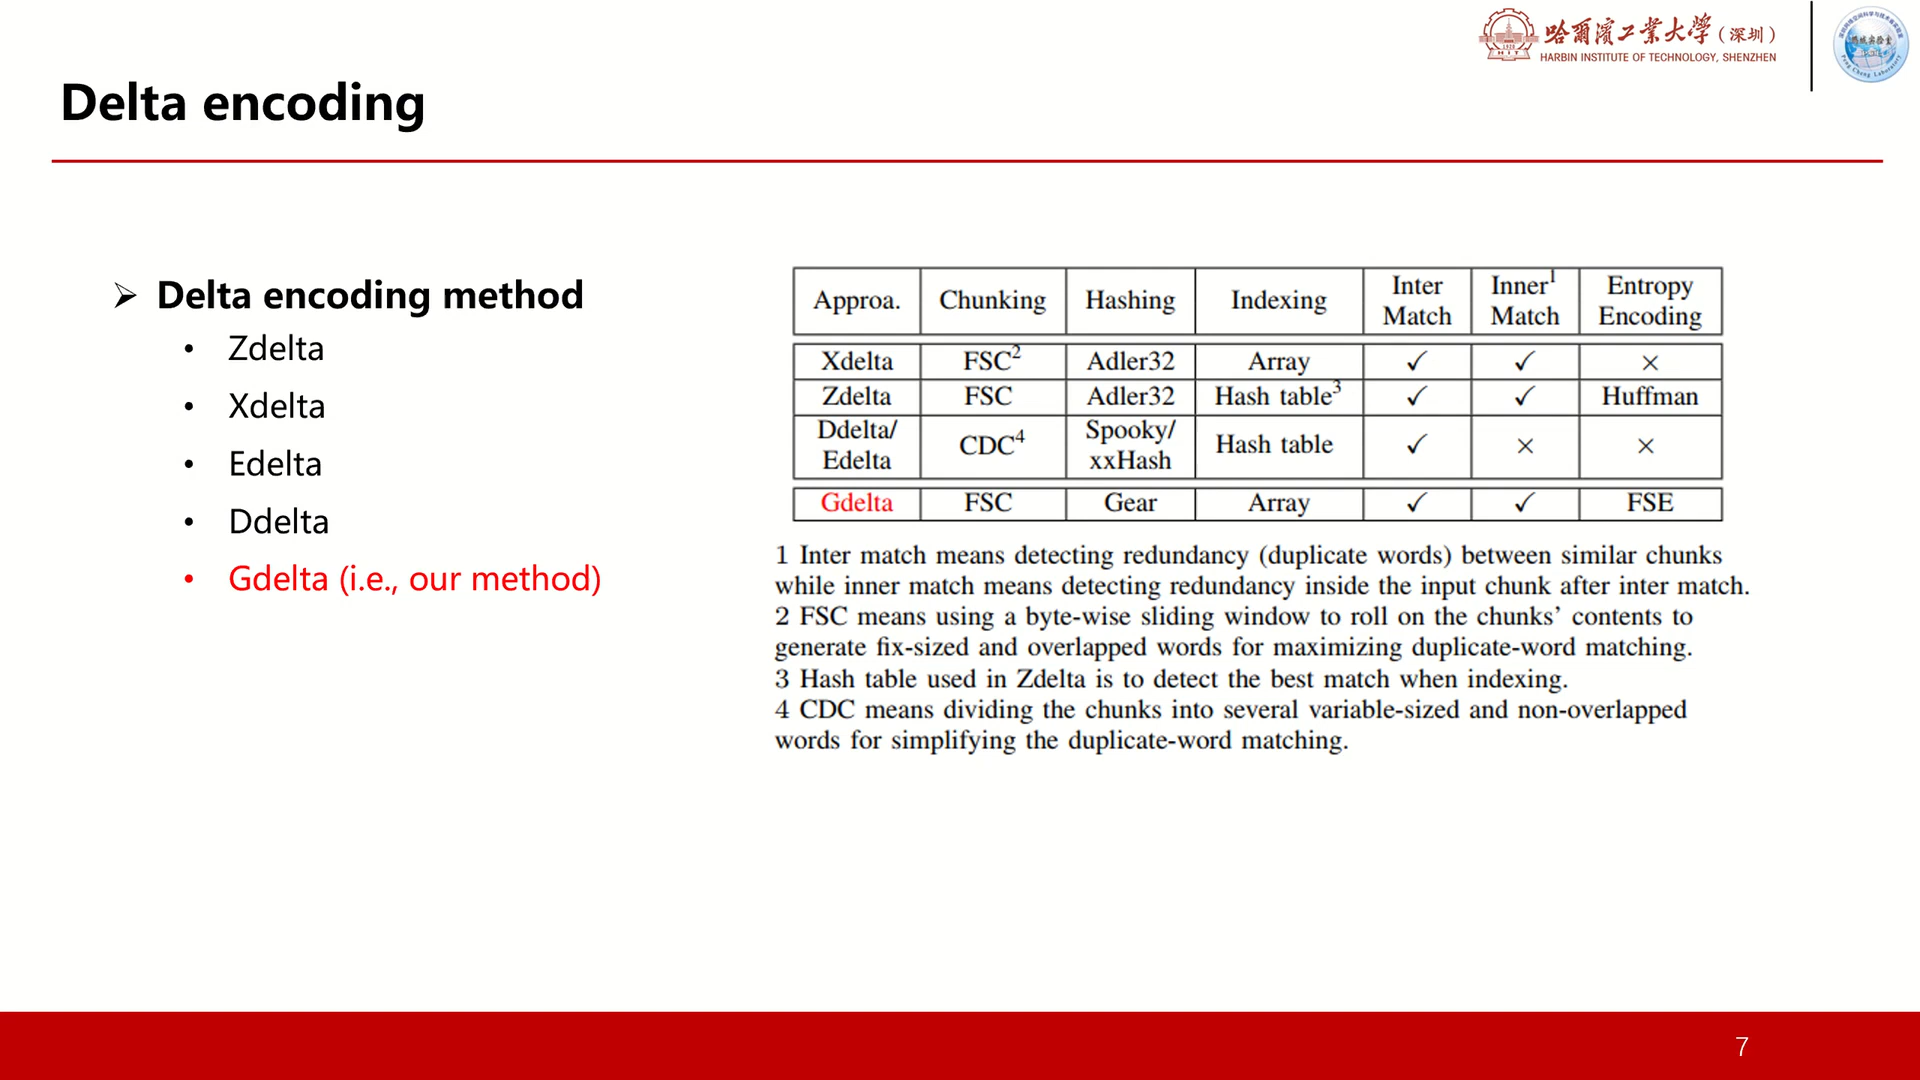 哈爾濱工業大學(深圳)
HARBIN INSTITUTE OF TECHNOLOGY, SHENZHEN
Delta encoding
➢ Delta encoding method
• Zdelta
• Xdelta
• Edelta
• Ddelta
• Gdelta (i.e., our method)
Approa. Chunking Hashing Indexing Inter Match Inner¹ Match Entropy Encoding
Xdelta FSC² Adler32 Array ✓ ✓ ×
Zdelta FSC Adler32 Hash table³ ✓ ✓ Huffman
Ddelta/ Edelta CDC⁴ Spooky/ xxHash Hash table ✓ × ×
Gdelta FSC Gear Array ✓ ✓ FSE
1 Inter match means detecting redundancy (duplicate words) between similar chunks
while inner match means detecting redundancy inside the input chunk after inter match.
2 FSC means using a byte-wise sliding window to roll on the chunks' contents to
generate fix-sized and overlapped words for maximizing duplicate-word matching.
3 Hash table used in Zdelta is to detect the best match when indexing.
4 CDC means dividing the chunks into several variable-sized and non-overlapped
words for simplifying the duplicate-word matching.
7